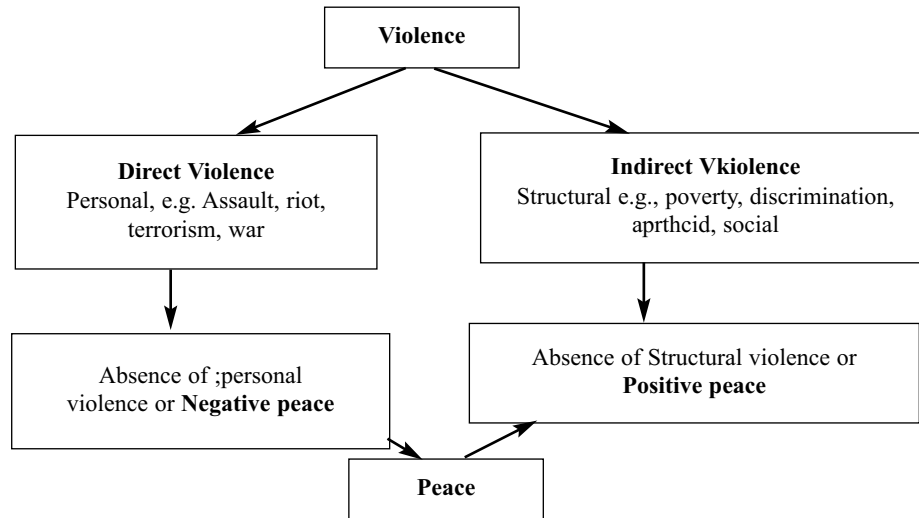 Violence
Direct Violence
Personal, e.g. Assault, riot,
terrorism, war
Indirect Vkiolence
Structural e.g., poverty, discrimination,
aprthcid, social
Absence of ;personal
violence or Negative peace
Absence of Structural violence or
Positive peace
Peace